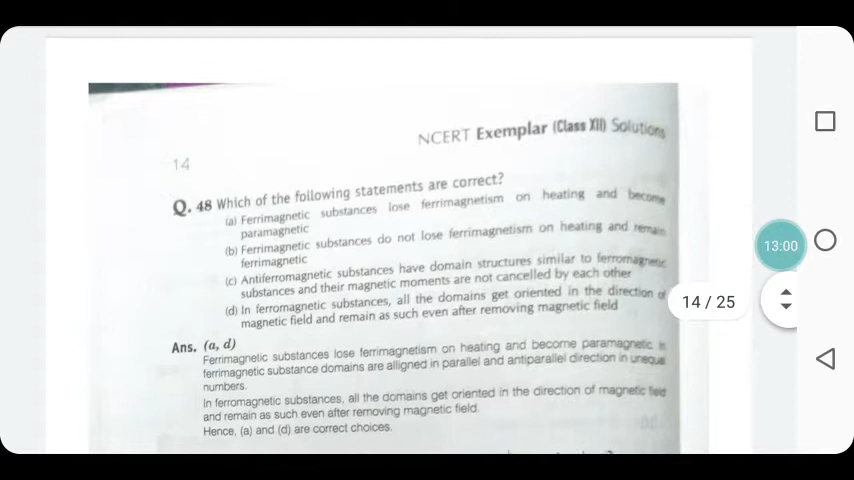 NCERT Exemplar (Class XII) Solutions
14
Q. 48 Which of the following statements are correct?
(a) Ferrimagnetic substances lose ferrimagnetism on heating and become
paramagnetic
(b) Ferrimagnetic substances do not lose ferrimagnetism on heating and remain
ferrimagnetic
(c) Antiferromagnetic substances have domain structures similar to ferromagnetic
substances and their magnetic moments are not cancelled by each other
(d) In ferromagnetic substances, all the domains get oriented in the direction of
magnetic field and remain as such even after removing magnetic field
Ans. (a, d)
Ferrimagnetic substances lose ferrimagnetism on heating and become paramagnetic in
ferrimagnetic substance domains are alligned in parallel and antiparallel direction in unequal
numbers.
In ferromagnetic substances, all the domains get oriented in the direction of magnetic field
and remain as such even after removing magnetic field.
Hence, (a) and (d) are correct choices.
13:00
14 / 25